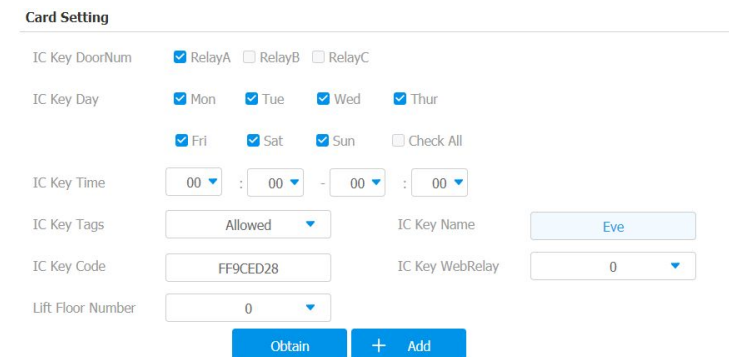 Card Setting
IC Key DoorNum RelayA RelayB RelayC
IC Key Day Mon Tue Wed Thur
Fri Sat Sun Check All
IC Key Time 00 : 00 - 00 : 00
IC Key Tags Allowed IC Key Name Eve
IC Key Code FF9CED28 IC Key WebRelay 0
Lift Floor Number 0
Obtain + Add